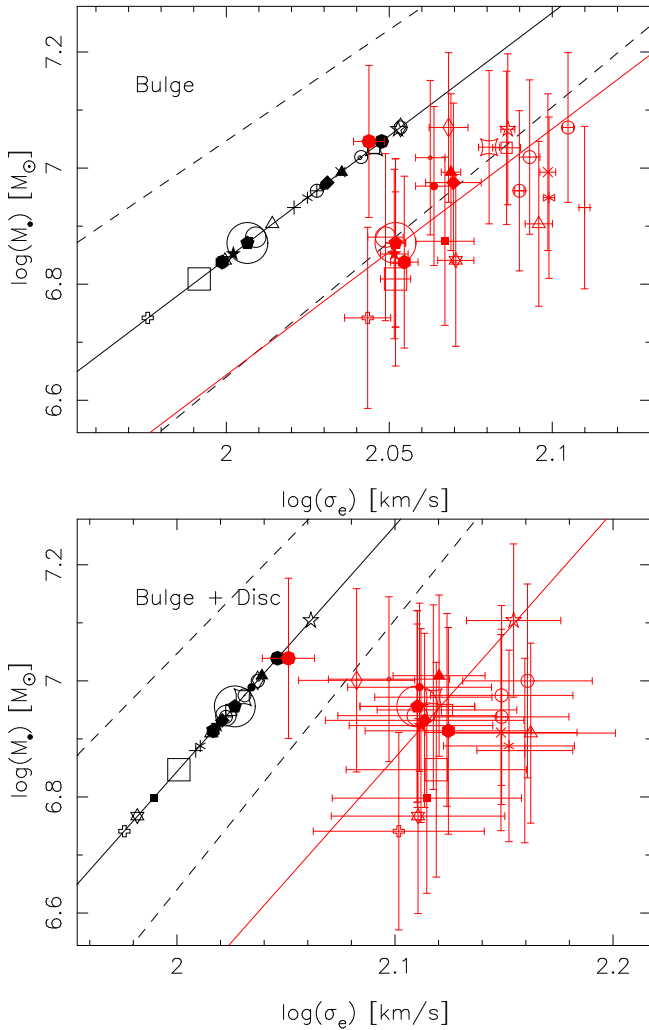 7.2
Bulge
7
log(M•) [M⊙]
6.8
6.6
2
2.05
2.1
log(σe) [km/s]
7.2
Bulge + Disc
7
log(M•) [M⊙]
6.8
6.6
2
2.1
2.2
log(σe) [km/s]